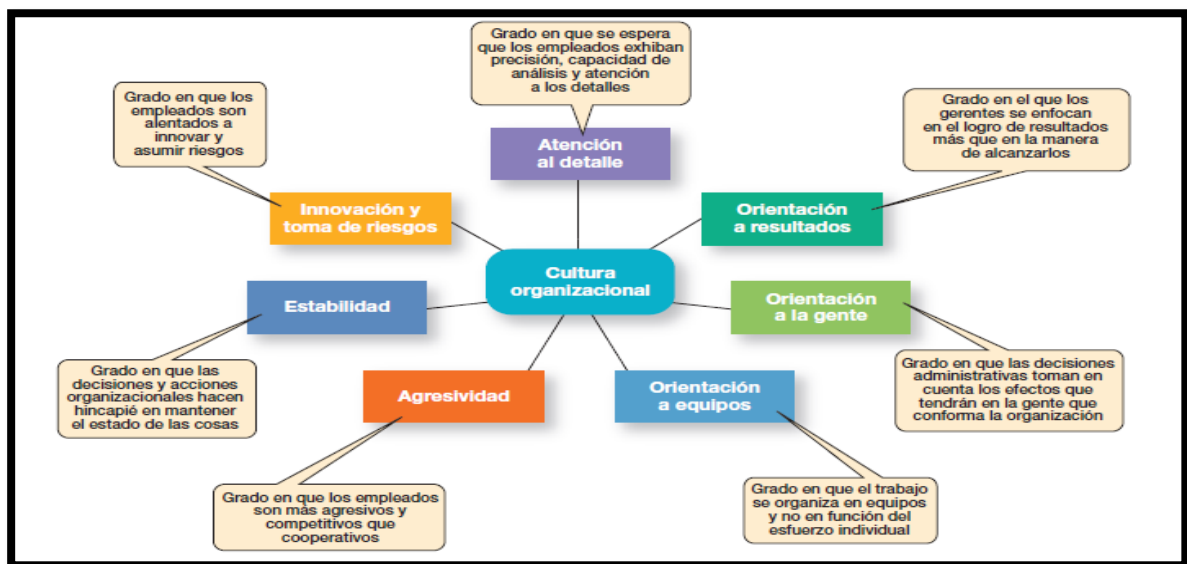 Grado en que se espera
que los empleados exhiban
precisión, capacidad de
análisis y atención
a los detalles
Atención
al detalle
Grado en que los
empleados son
alentados a
innovar y
asumir riesgos
Innovación y
toma de riesgos
Grado en el que los
gerentes se enfocan
en el logro de resultados
más que en la manera
de alcanzarlos
Orientación
a resultados
Cultura
organizacional
Estabilidad
Grado en que las
decisiones y acciones
organizacionales hacen
hincapié en mantener
el estado de las cosas
Orientación
a la gente
Grado en que las decisiones
administrativas toman en
cuenta los efectos que
tendrán en la gente que
conforma la organización
Agresividad
Grado en que los empleados
son más agresivos y
competitivos que
cooperativos
Orientación
a equipos
Grado en que el trabajo
se organiza en equipos
y no en función del
esfuerzo individual